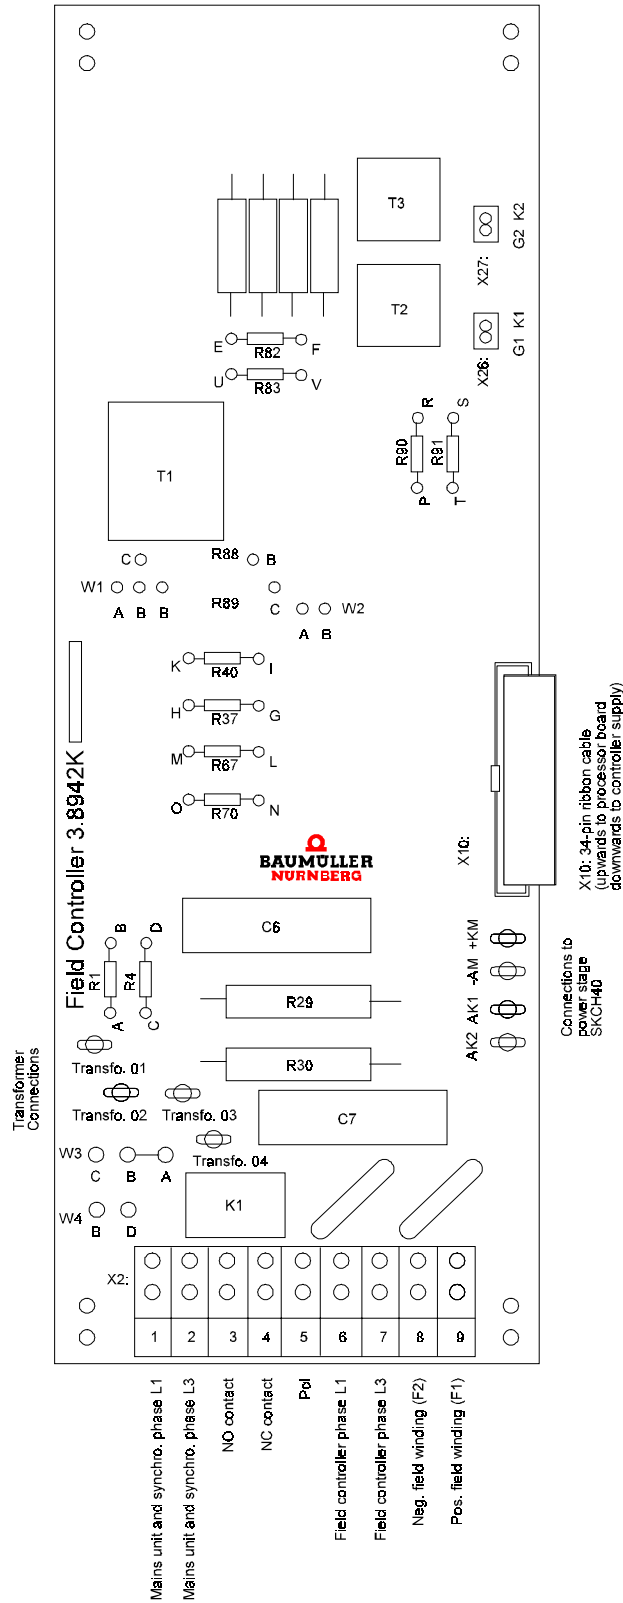 T3
K2
G2
X27:
T2
K1
G1
X26:
E
R82
F
U
R83
V
R
S
R90
R91
P
T
T1
C
R88
B
W1
A
B
B
R89
C
A
B
W2
K
R40
I
H
R37
G
M
R67
L
O
R70
N
Field Controller 3.8942K
BAUMÜLLER
NÜRNBERG
X10:
X10: 34-pin ribbon cable
(upwards to processor board
downwards to controller supply)
C6
B
D
R1
R4
A
C
R29
R30
+KM
-AM
AK1
AK2
Connections to
power stage
SKCH40
Transformer
Connections
Transfo. 01
Transfo. 02
Transfo. 03
Transfo. 04
C7
W3
C
B
A
K1
W4
B
D
X2:
1
2
3
4
5
6
7
8
9
Mains unit and synchro. phase L1
Mains unit and synchro. phase L3
NO contact
NC contact
Pol
Field controller phase L1
Field controller phase L3
Neg. field winding (F2)
Pos. field winding (F1)